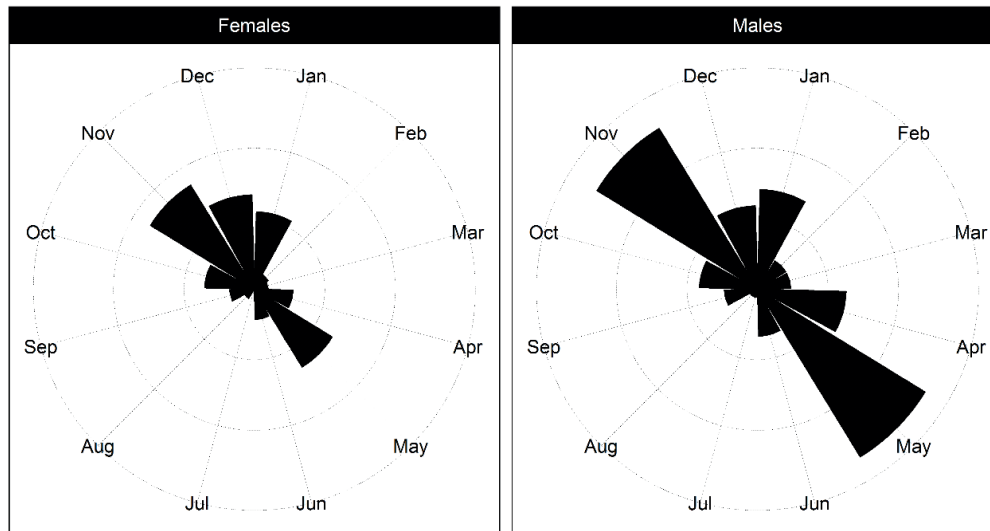 Females
Dec
Jan
Nov
Feb
Oct
Mar
Sep
Apr
Aug
May
Jul
Jun
Males
Dec
Jan
Nov
Feb
Oct
Mar
Sep
Apr
Aug
May
Jul
Jun